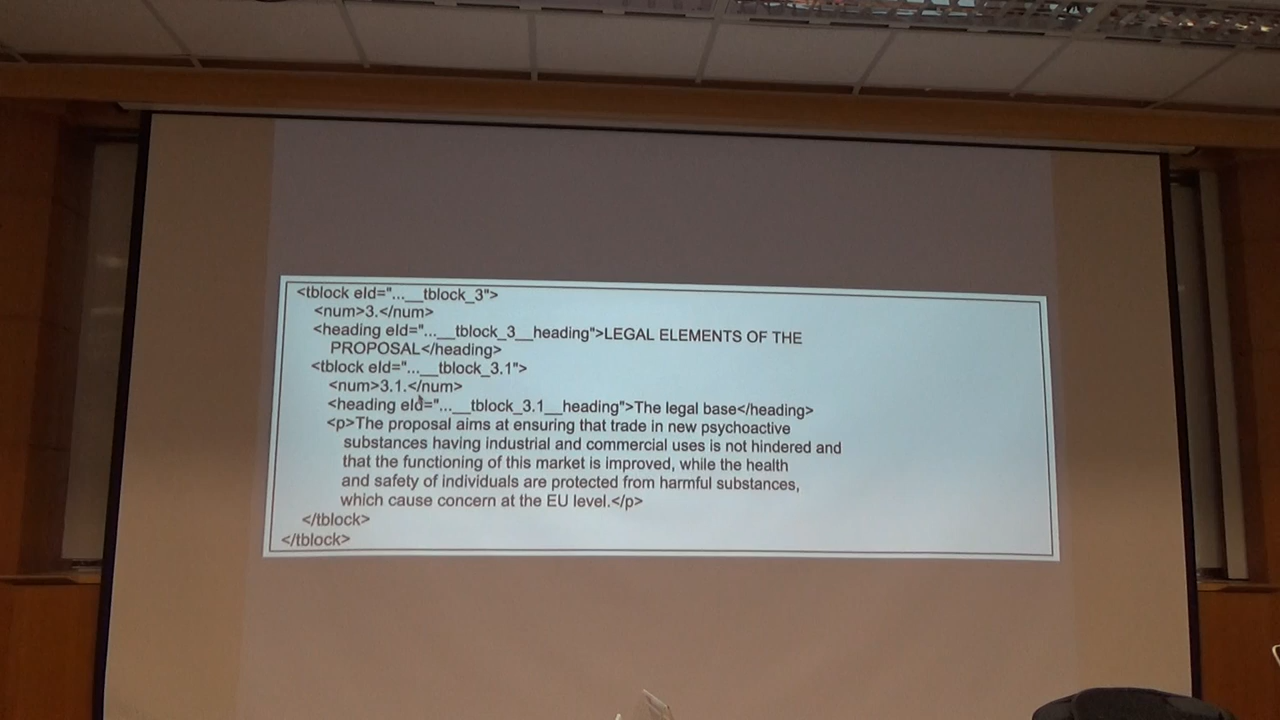 <tblock eId="...__tblock_3">
<num>3.</num>
<heading eId="...__tblock_3__heading">LEGAL ELEMENTS OF THE
PROPOSAL</heading>
<tblock eId="...__tblock_3.1">
<num>3.1.</num>
<heading eId="...__tblock_3.1__heading">The legal base</heading>
<p>The proposal aims at ensuring that trade in new psychoactive
substances having industrial and commercial uses is not hindered and
that the functioning of this market is improved, while the health
and safety of individuals are protected from harmful substances,
which cause concern at the EU level.</p>
</tblock>
</tblock>